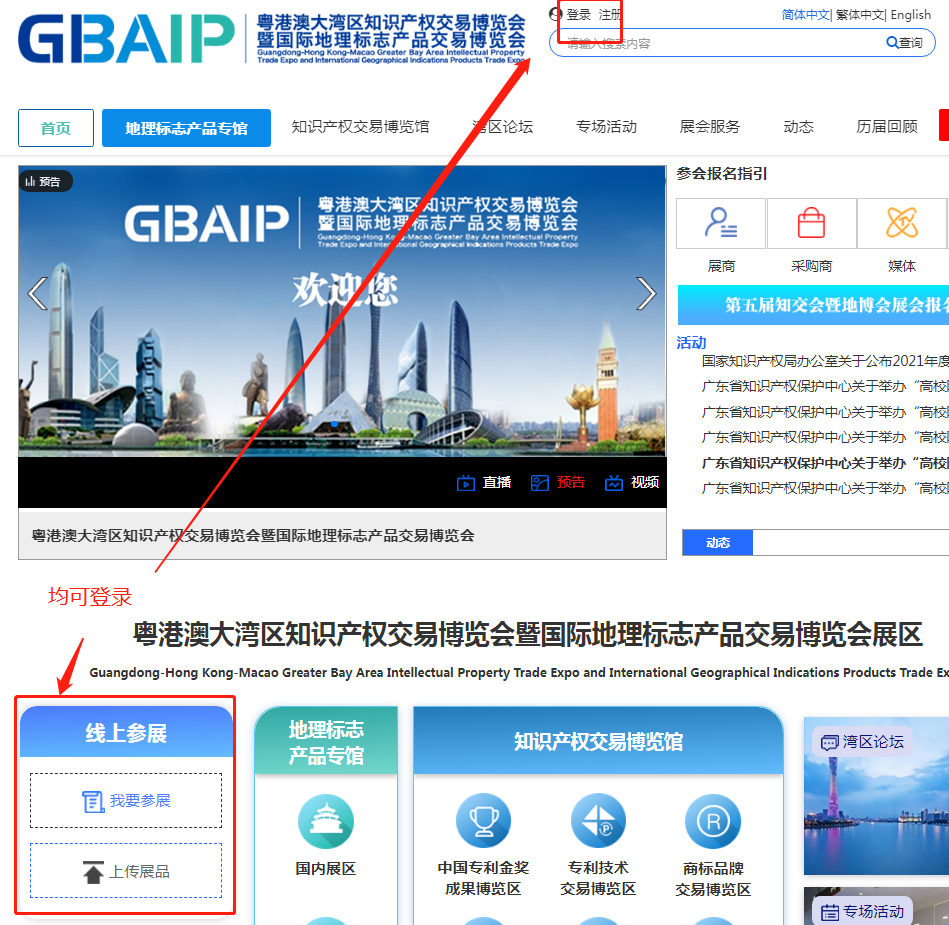 GBAIP
粤港澳大湾区知识产权交易博览会
暨国际地理标志产品交易博览会
Guangdong-Hong Kong-Macao Greater Bay Area Intellectual Property
Trade Expo and International Geographical Indications Products Trade Expo
登录 注册
简体中文| 繁体中文| English
请输入搜索内容
查询
首页
地理标志产品专馆
知识产权交易博览馆
湾区论坛
专场活动
展会服务
动态
历届回顾
预告
GBAIP
粤港澳大湾区知识产权交易博览会
暨国际地理标志产品交易博览会
Guangdong-Hong Kong-Macao Greater Bay Area Intellectual Property
Trade Expo and International Geographical Indications Products Trade Expo
欢迎您
直播
预告
视频
粤港澳大湾区知识产权交易博览会暨国际地理标志产品交易博览会
参会报名指引
展商
采购商
媒体
第五届知交会暨地博会展会报名
活动
国家知识产权局办公室关于公布2021年度
广东省知识产权保护中心关于举办“高校
广东省知识产权保护中心关于举办“高校
广东省知识产权保护中心关于举办“高校
广东省知识产权保护中心关于举办“高校
广东省知识产权保护中心关于举办“高校
动态
均可登录
粤港澳大湾区知识产权交易博览会暨国际地理标志产品交易博览会展区
Guangdong-Hong Kong-Macao Greater Bay Area Intellectual Property Trade Expo and International Geographical Indications Products Trade Ex
线上参展
我要参展
上传展品
地理标志
产品专馆
国内展区
知识产权交易博览馆
中国专利金奖
成果博览区
专利技术
交易博览区
R
商标品牌
交易博览区
湾区论坛
专场活动